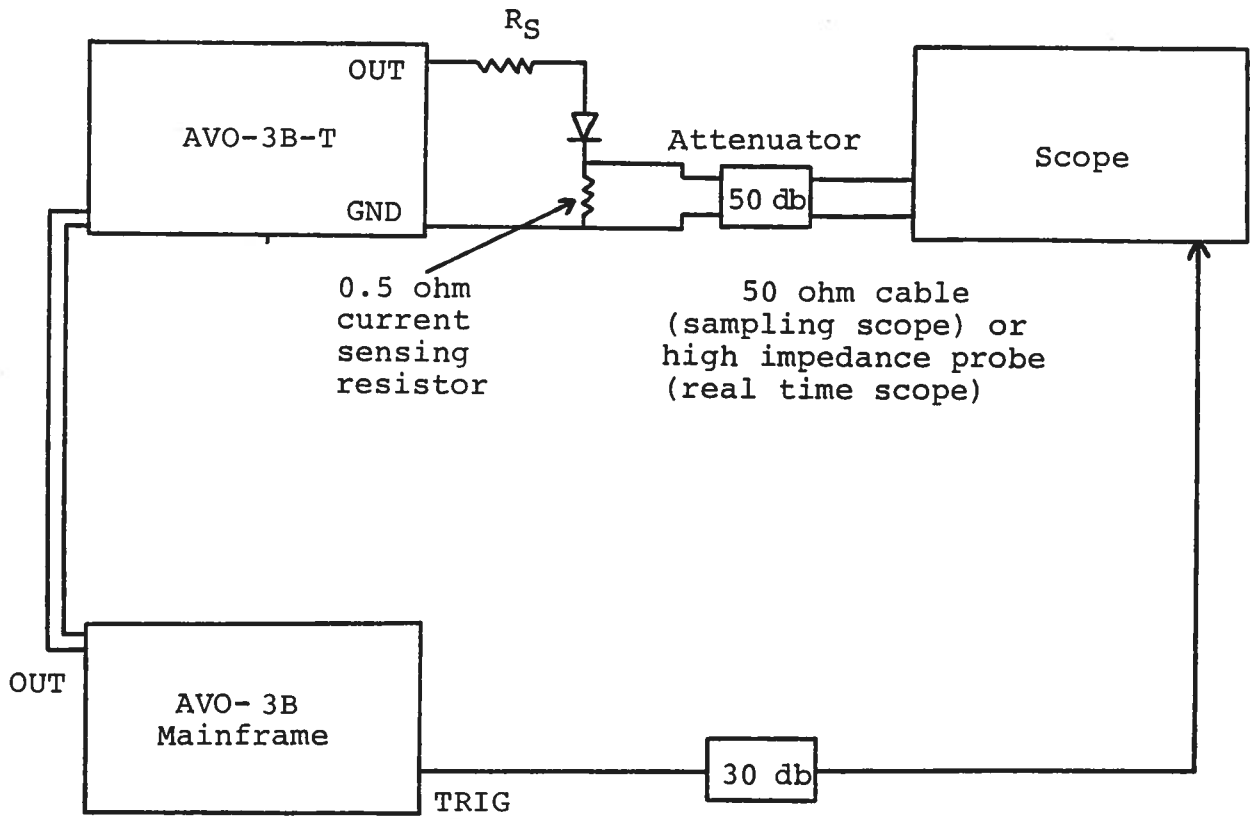 RS
OUT
AVO-3B-T
GND
Attenuator
50 db
Scope
0.5 ohm
current
sensing
resistor
50 ohm cable
(sampling scope) or
high impedance probe
(real time scope)
OUT
AVO- 3B
Mainframe
TRIG
30 db